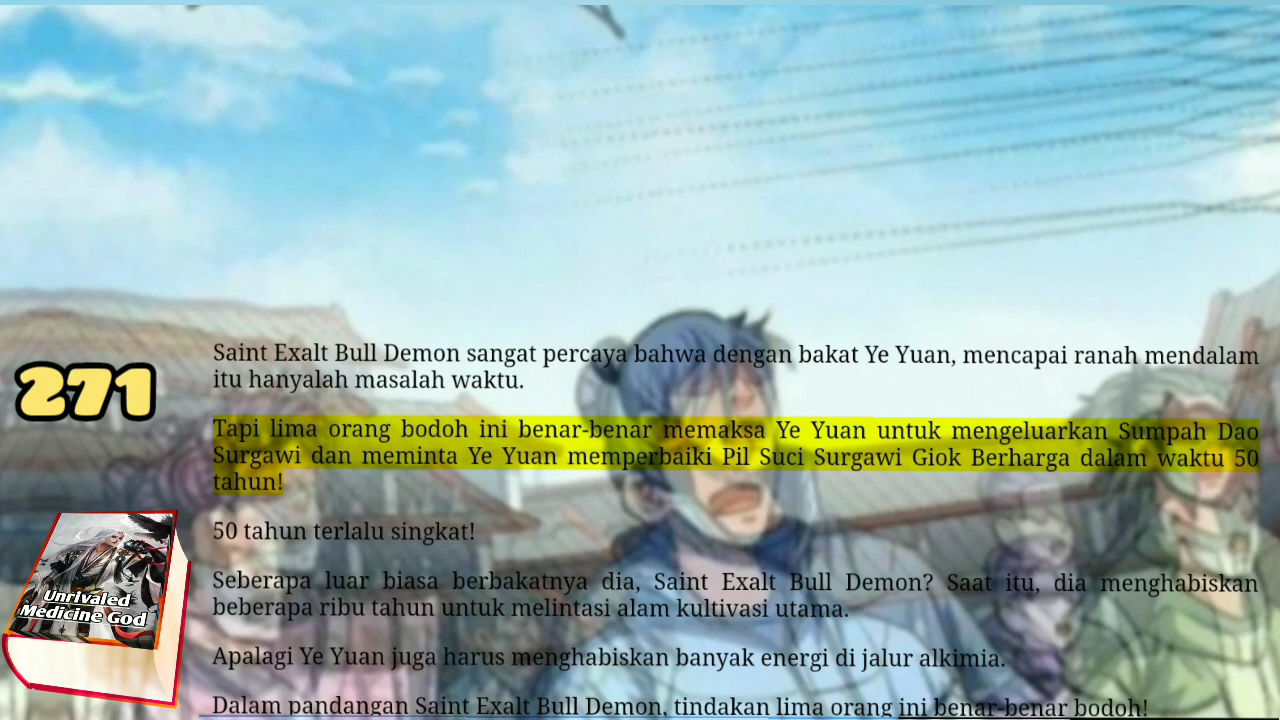 Saint Exalt Bull Demon sangat percaya bahwa dengan bakat Ye Yuan, mencapai ranah mendalam
itu hanyalah masalah waktu.
271
Tapi lima orang bodoh ini benar-benar memaksa Ye Yuan untuk mengeluarkan Sumpah Dao
Surgawi dan meminta Ye Yuan memperbaiki Pil Suci Surgawi Giok Berharga dalam waktu 50
tahun!
50 tahun terlalu singkat!
Seberapa luar biasa berbakatnya dia, Saint Exalt Bull Demon? Saat itu, dia menghabiskan
beberapa ribu tahun untuk melintasi alam kultivasi utama.
Unrivaled
Medicine God
Apalagi Ye Yuan juga harus menghabiskan banyak energi di jalur alkimia.
Dalam pandangan Saint Exalt Bull Demon, tindakan lima orang ini benar-benar bodoh!